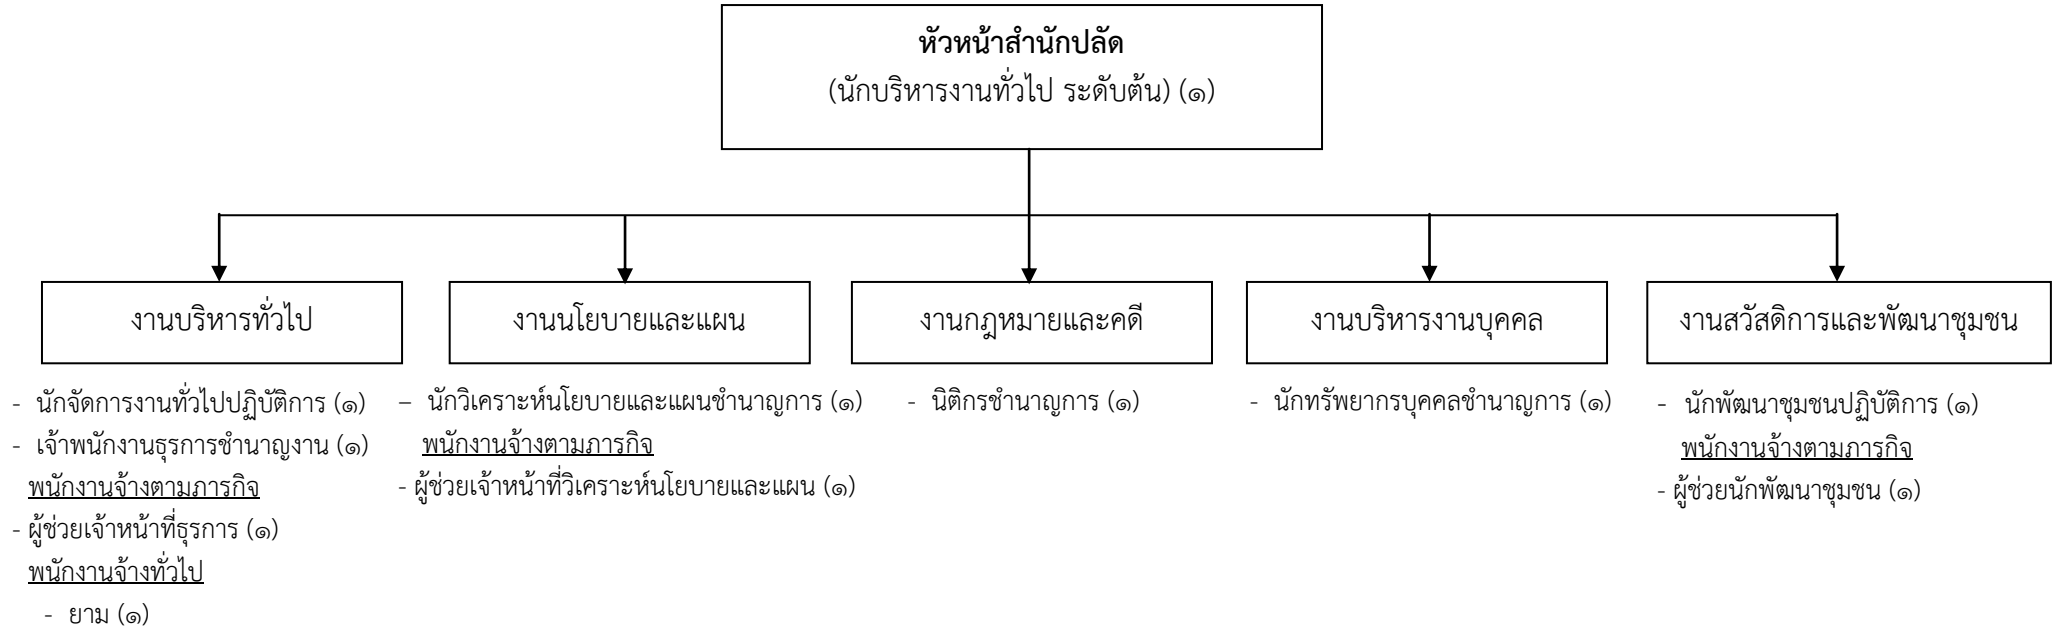 หัวหน้าสำนักปลัด
(นักบริหารงานทั่วไป ระดับต้น) (๑)
งานบริหารทั่วไป
- นักจัดการงานทั่วไปปฏิบัติการ (๑)
- เจ้าพนักงานธุรการชำนาญงาน (๑)
พนักงานจ้างตามภารกิจ
- ผู้ช่วยเจ้าหน้าที่ธุรการ (๑)
พนักงานจ้างทั่วไป
- ยาม (๑)
งานนโยบายและแผน
– นักวิเคราะห์นโยบายและแผนชำนาญการ (๑)
พนักงานจ้างตามภารกิจ
- ผู้ช่วยเจ้าหน้าที่วิเคราะห์นโยบายและแผน (๑)
งานกฎหมายและคดี
- นิติกรชำนาญการ (๑)
งานบริหารงานบุคคล
- นักทรัพยากรบุคคลชำนาญการ (๑)
งานสวัสดิการและพัฒนาชุมชน
- นักพัฒนาชุมชนปฏิบัติการ (๑)
พนักงานจ้างตามภารกิจ
- ผู้ช่วยนักพัฒนาชุมชน (๑)